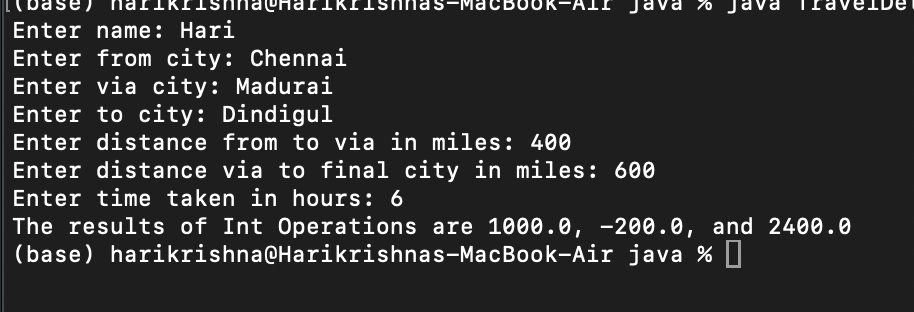 (base) harikrishna@Harikrishnas-MacBook-Air java % java TravelDe
Enter name: Hari
Enter from city: Chennai
Enter via city: Madurai
Enter to city: Dindigul
Enter distance from to via in miles: 400
Enter distance via to final city in miles: 600
Enter time taken in hours: 6
The results of Int Operations are 1000.0, -200.0, and 2400.0
(base) harikrishna@Harikrishnas-MacBook-Air java %